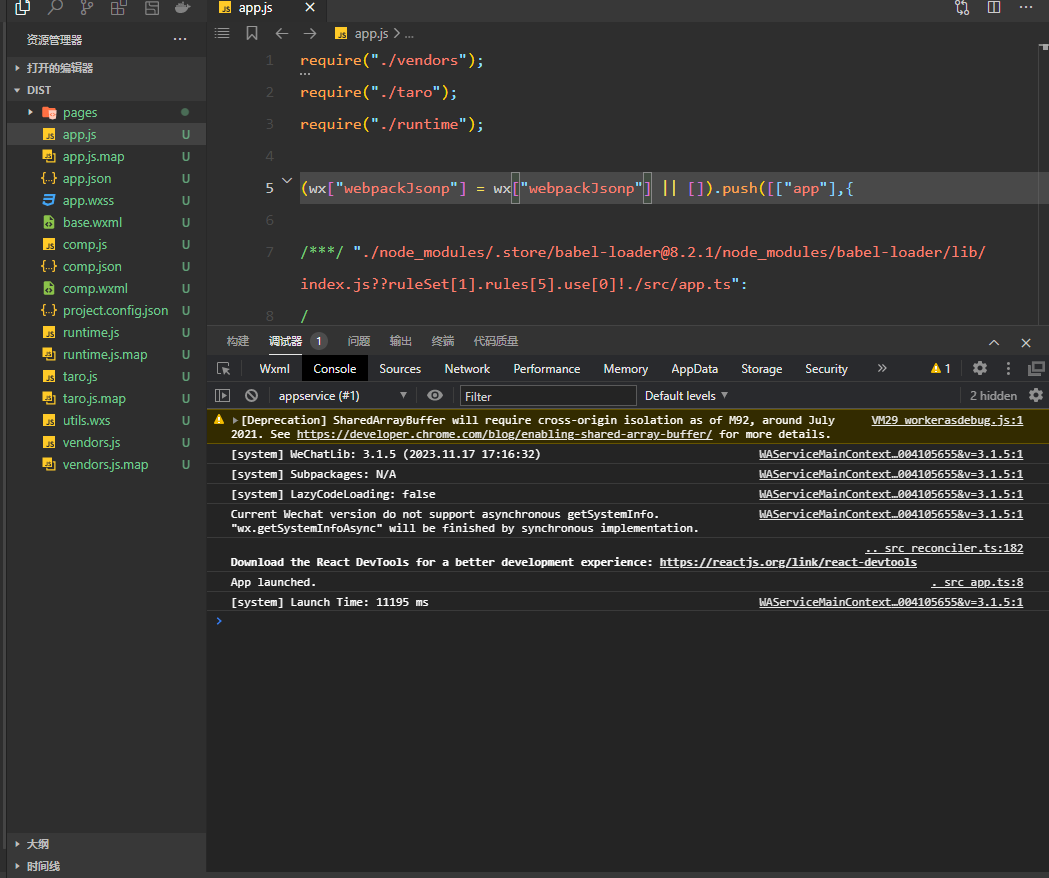 app.js
资源管理器
app.js > ...
打开的编辑器
DIST
pages
app.js U
app.js.map U
app.json U
app.wxss U
base.wxml U
comp.js U
comp.json U
comp.wxml U
project.config.json U
runtime.js U
runtime.js.map U
taro.js U
taro.js.map U
utils.wxs U
vendors.js U
vendors.js.map U
大纲
时间线
1 require("./vendors");
2 require("./taro");
3 require("./runtime");
4
5 (wx["webpackJsonp"] = wx["webpackJsonp"] || []).push([["app"],{
6
7 /***/ "./node_modules/.store/babel-loader@8.2.1/node_modules/babel-loader/lib/
index.js??ruleSet[1].rules[5].use[0]!./src/app.ts":
8 /
构建 调试器 1 问题 输出 终端 代码质量
Wxml Console Sources Network Performance Memory AppData Storage Security 1
appservice (#1) Filter Default levels 2 hidden
[Deprecation] SharedArrayBuffer will require cross-origin isolation as of M92, around July VM29 workerasdebug.js:1
2021. See https://developer.chrome.com/blog/enabling-shared-array-buffer/ for more details.
[system] WeChatLib: 3.1.5 (2023.11.17 17:16:32) WAServiceMainContext…004105655&v=3.1.5:1
[system] Subpackages: N/A WAServiceMainContext…004105655&v=3.1.5:1
[system] LazyCodeLoading: false WAServiceMainContext…004105655&v=3.1.5:1
Current Wechat version do not support asynchronous getSystemInfo. WAServiceMainContext…004105655&v=3.1.5:1
"wx.getSystemInfoAsync" will be finished by synchronous implementation.
.. src reconciler.ts:182
Download the React DevTools for a better development experience: https://reactjs.org/link/react-devtools
App launched. . src app.ts:8
[system] Launch Time: 11195 ms WAServiceMainContext…004105655&v=3.1.5:1